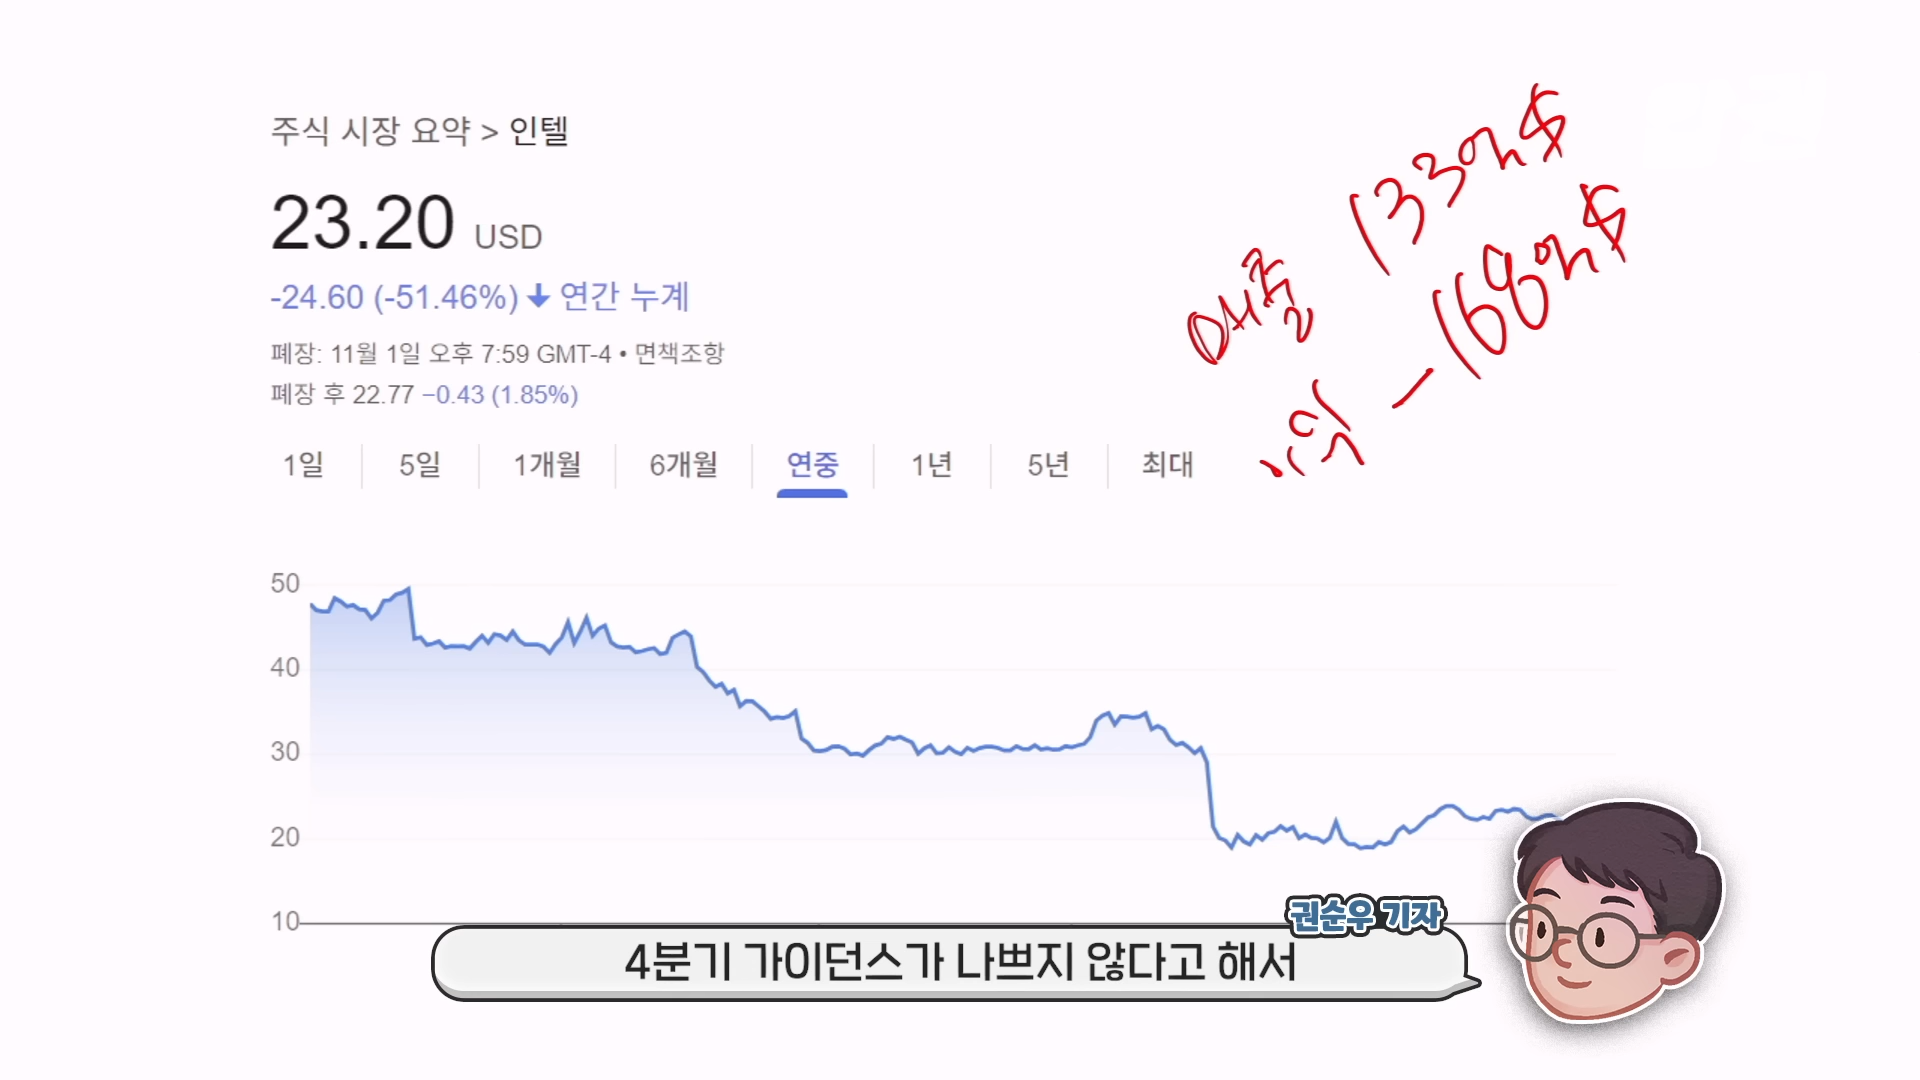 주식 시장 요약 > 인텔
23.20 USD
-24.60 (-51.46%) ↓ 연간 누계
폐장: 11월 1일 오후 7:59 GMT-4 • 면책조항
폐장 후 22.77 −0.43 (1.85%)
매출 133억$
이익 -168억$
1일 5일 1개월 6개월 연중 1년 5년 최대
50
40
30
20
10
권순우 기자
4분기 가이던스가 나쁘지 않다고 해서